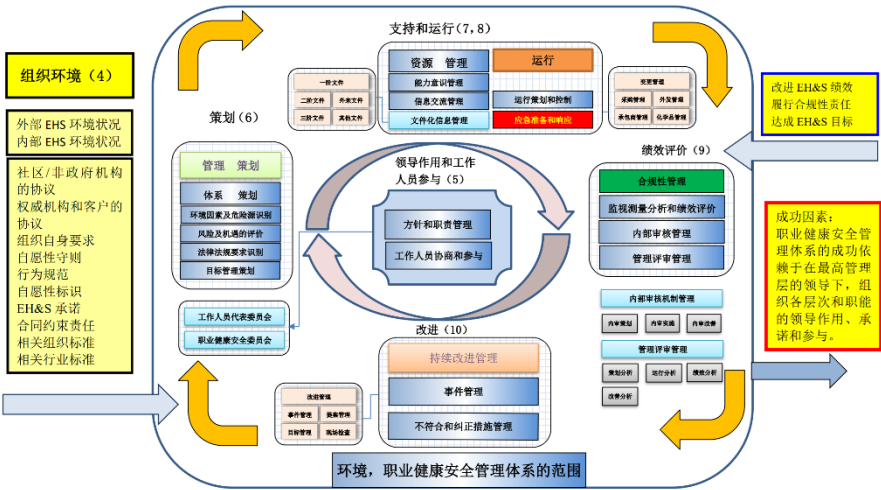 组织环境（4）
外部 EHS 环境状况
内部 EHS 环境状况
社区/非政府机构
的协议
权威机构和客户的
协议
组织自身要求
自愿性守则
行为规范
自愿性标识
EH&S 承诺
合同约束责任
相关组织标准
相关行业标准
支持和运行(7,8)
资源 管理
能力意识管理
信息交流管理
文件化信息管理
运行
运行策划和控制
应急准备和响应
一阶文件
二阶文件 外来文件
三阶文件 其他文件
变更管理
采购管理 外发管理
承包商管理 化学品管理
策划（6）
管理 策划
体系 策划
环境因素及危险源识别
风险及机遇的评价
法律法规要求识别
目标管理策划
工作人员代表委员会
职业健康安全委员会
领导作用和工作
人员参与（5）
方针和职责管理
工作人员协商和参与
绩效评价（9）
合规性管理
监视测量分析和绩效评价
内部审核管理
管理评审管理
内部审核机制管理
内审策划 内审实施 内审改善
管理评审管理
策划分析 运行分析 绩效分析
改善分析
改进（10）
持续改进管理
事件管理
不符合和纠正措施管理
改进管理
事件管理 提案管理
目标管理 现场检查
环境，职业健康安全管理体系的范围
改进 EH&S 绩效
履行合规性责任
达成 EH&S 目标
成功因素：
职业健康安全管
理体系的成功依
赖于在最高管理
层的领导下，组
织各层次和职能
的领导作用、承
诺和参与。